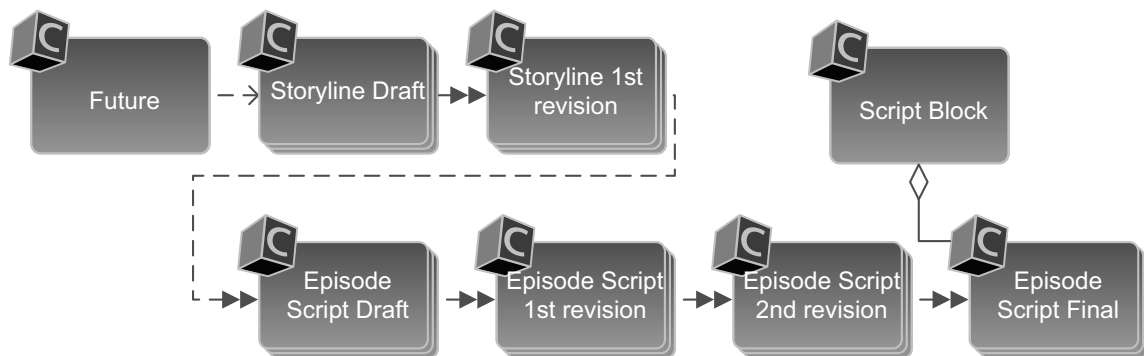 C
Future
C
Storyline Draft
C
Storyline 1st
revision
C
Script Block
C
Episode
Script Draft
C
Episode Script
1st revision
C
Episode Script
2nd revision
C
Episode
Script Final